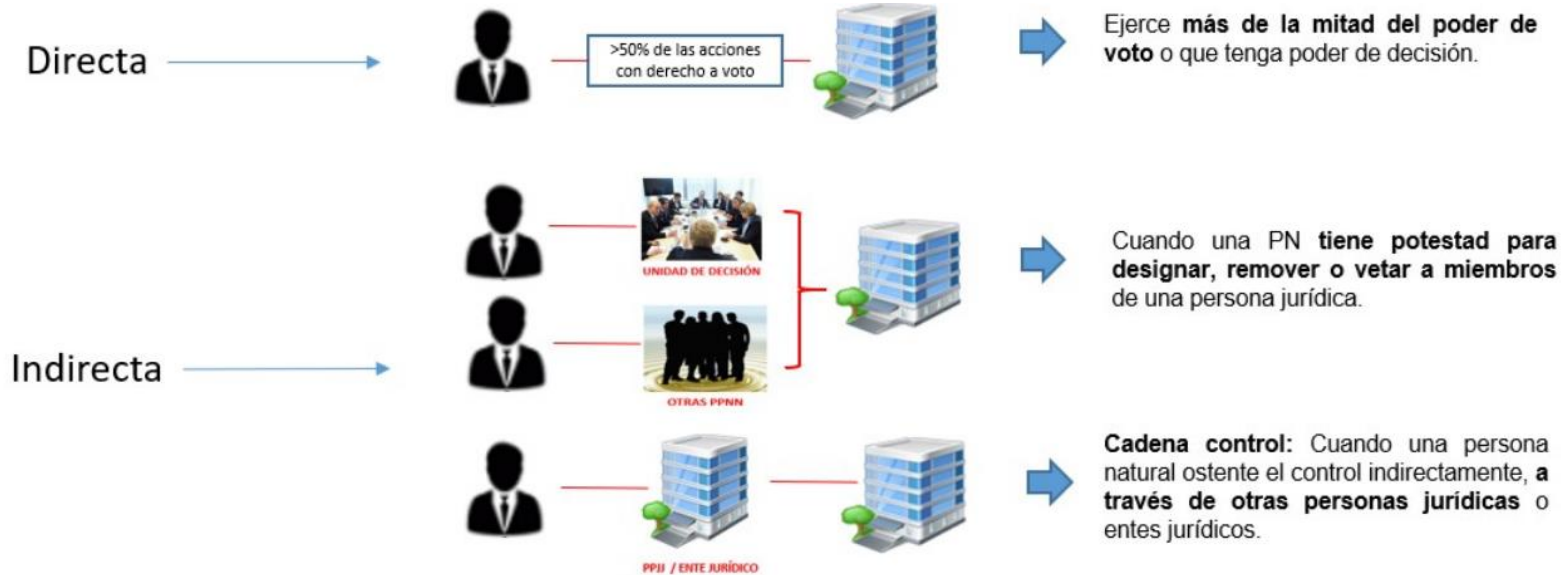 Directa
>50% de las acciones
con derecho a voto
Ejerce más de la mitad del poder de
voto o que tenga poder de decisión.
Indirecta
UNIDAD DE DECISIÓN
OTRAS PPNN
Cuando una PN tiene potestad para
designar, remover o vetar a miembros
de una persona jurídica.
PPJJ / ENTE JURÍDICO
Cadena control: Cuando una persona
natural ostente el control indirectamente, a
través de otras personas jurídicas o
entes jurídicos.